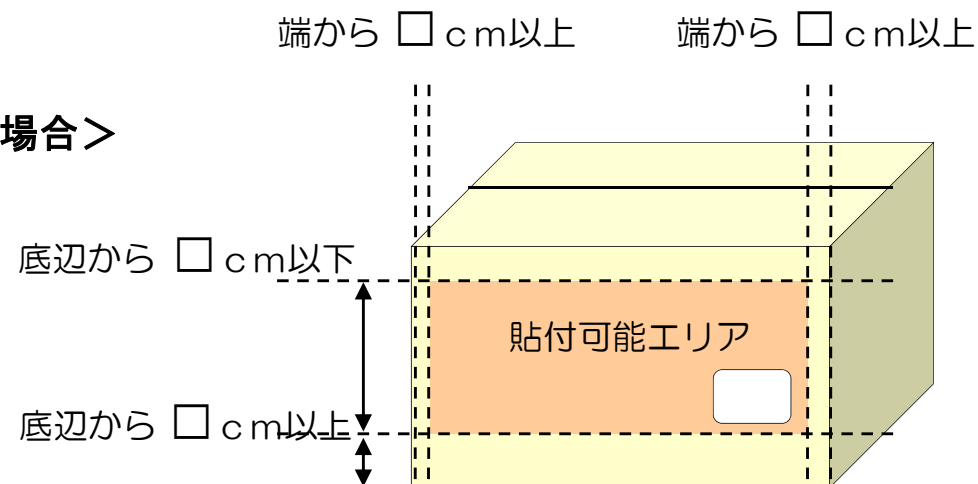 端から □ cm以上 端から □ cm以上
場合＞
底辺から □ cm以下
貼付可能エリア
底辺から □ cm以上